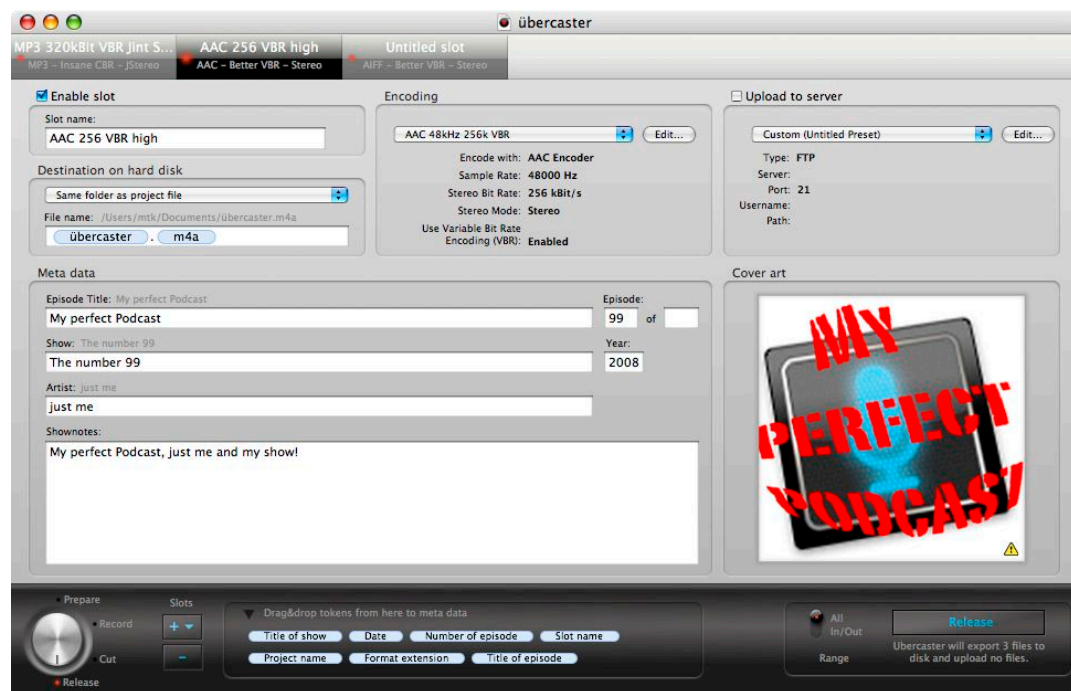 übercaster
MP3 320kBit VBR Jint S...
MP3 – Insane CBR – JStereo
AAC 256 VBR high
AAC – Better VBR – Stereo
Untitled slot
AIFF – Better VBR – Stereo
Enable slot
Slot name:
AAC 256 VBR high
Destination on hard disk
Same folder as project file
File name: /Users/mtk/Documents/übercaster.m4a
übercaster . m4a
Encoding
AAC 48kHz 256k VBR
Edit...
Encode with: AAC Encoder
Sample Rate: 48000 Hz
Stereo Bit Rate: 256 kBit/s
Stereo Mode: Stereo
Use Variable Bit Rate
Encoding (VBR): Enabled
Upload to server
Custom (Untitled Preset)
Edit...
Type: FTP
Server:
Port: 21
Username:
Path:
Meta data
Episode Title: My perfect Podcast
My perfect Podcast
Episode:
99 of
Show: The number 99
The number 99
Year:
2008
Artist: just me
just me
Shownotes:
My perfect Podcast, just me and my show!
Cover art
My
PERFECT
PODCAST
Prepare
Record
Cut
Release
Slots
+
-
Drag&drop tokens from here to meta data
Title of show Date Number of episode Slot name
Project name Format extension Title of episode
All
In/Out
Range
Release
Ubercaster will export 3 files to
disk and upload no files.